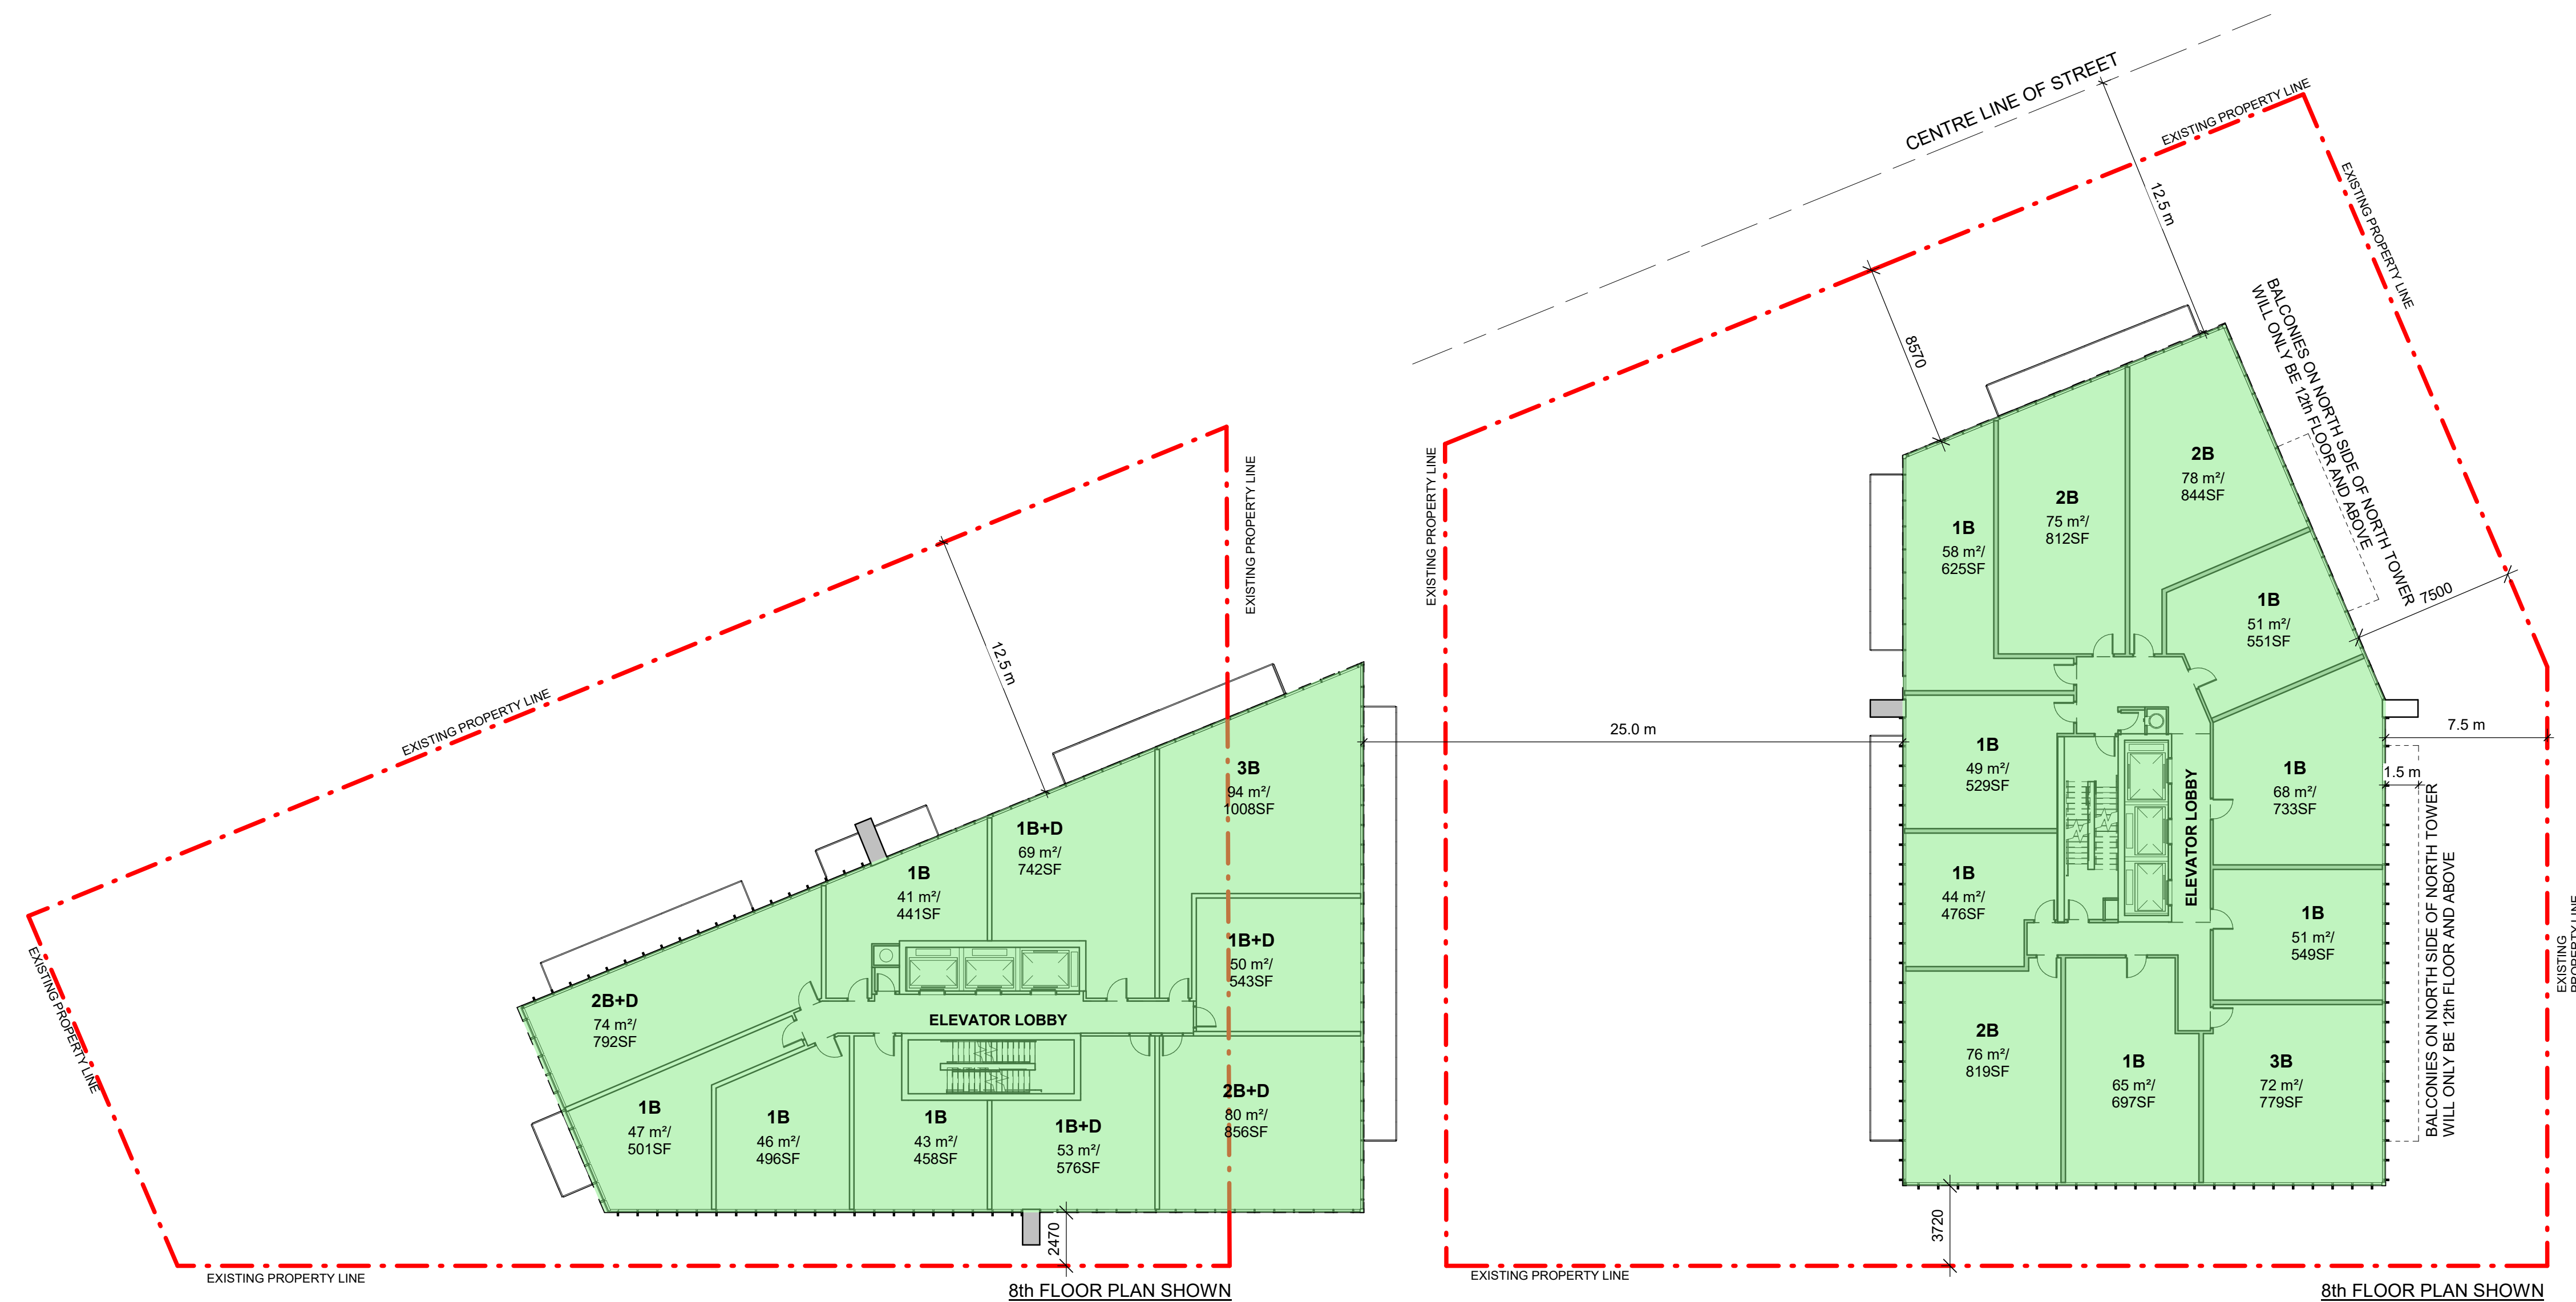 CENTRE LINE OF STREET
EXISTING PROPERTY LINE
EXISTING PROPERTY LINE
12.5 m
8570
BALCONIES ON NORTH SIDE OF NORTH TOWER
WILL ONLY BE 12th FLOOR AND ABOVE
EXISTING PROPERTY LINE
EXISTING PROPERTY LINE
EXISTING PROPERTY LINE
12.5 m
2B
78 m²/
844SF
2B
75 m²/
812SF
1B
58 m²/
625SF
1B
51 m²/
551SF
7500
25.0 m
7.5 m
1.5 m
1B
49 m²/
529SF
1B
68 m²/
733SF
ELEVATOR LOBBY
1B
44 m²/
476SF
1B
51 m²/
549SF
BALCONIES ON NORTH SIDE OF NORTH TOWER
WILL ONLY BE 12th FLOOR AND ABOVE
EXISTING
PROPERTY LINE
2B
76 m²/
819SF
1B
65 m²/
697SF
3B
72 m²/
779SF
3720
EXISTING PROPERTY LINE
8th FLOOR PLAN SHOWN
3B
94 m²/
1008SF
1B+D
69 m²/
742SF
1B
41 m²/
441SF
1B+D
50 m²/
543SF
2B+D
74 m²/
792SF
ELEVATOR LOBBY
EXISTING PROPERTY LINE
1B
47 m²/
501SF
1B
46 m²/
496SF
1B
43 m²/
458SF
1B+D
53 m²/
576SF
2B+D
80 m²/
856SF
2470
EXISTING PROPERTY LINE
8th FLOOR PLAN SHOWN